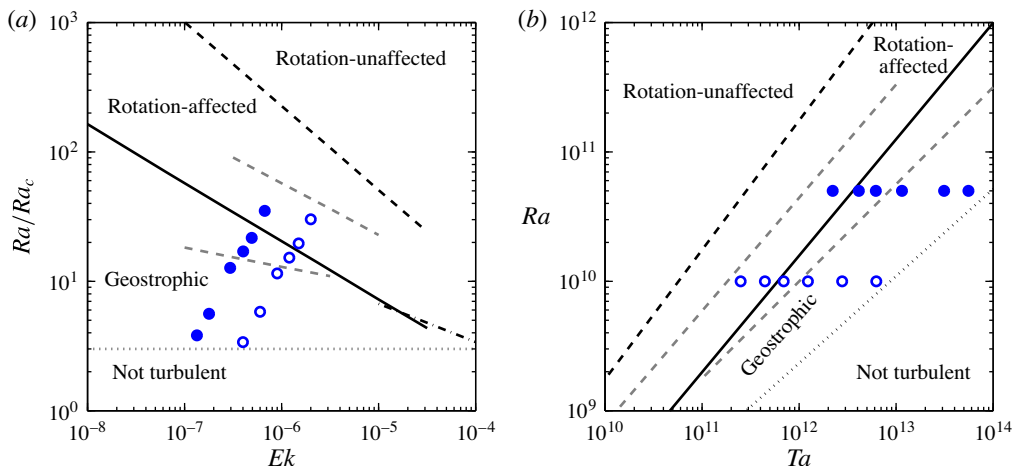 (a)
10^3
10^2
10^1
10^0
Ra/Ra_c
Rotation-unaffected
Rotation-affected
Geostrophic
Not turbulent
10^−8
10^−7
10^−6
10^−5
10^−4
Ek
(b)
10^12
10^11
10^10
10^9
Ra
Rotation-unaffected
Rotation-
affected
Geostrophic
Not turbulent
10^10
10^11
10^12
10^13
10^14
Ta